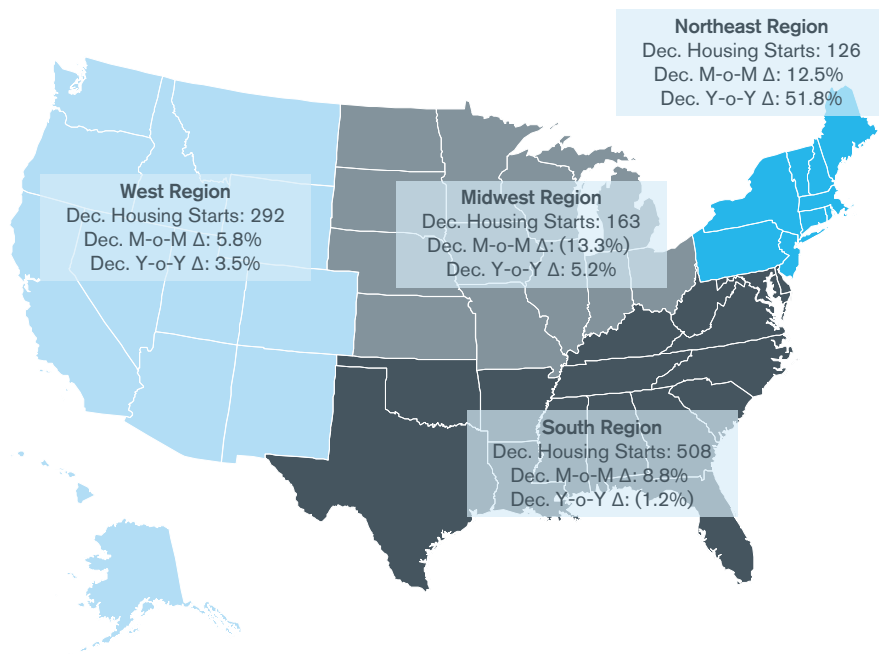 Northeast Region
Dec. Housing Starts: 126
Dec. M-o-M Δ: 12.5%
Dec. Y-o-Y Δ: 51.8%
West Region
Dec. Housing Starts: 292
Dec. M-o-M Δ: 5.8%
Dec. Y-o-Y Δ: 3.5%
Midwest Region
Dec. Housing Starts: 163
Dec. M-o-M Δ: (13.3%)
Dec. Y-o-Y Δ: 5.2%
South Region
Dec. Housing Starts: 508
Dec. M-o-M Δ: 8.8%
Dec. Y-o-Y Δ: (1.2%)